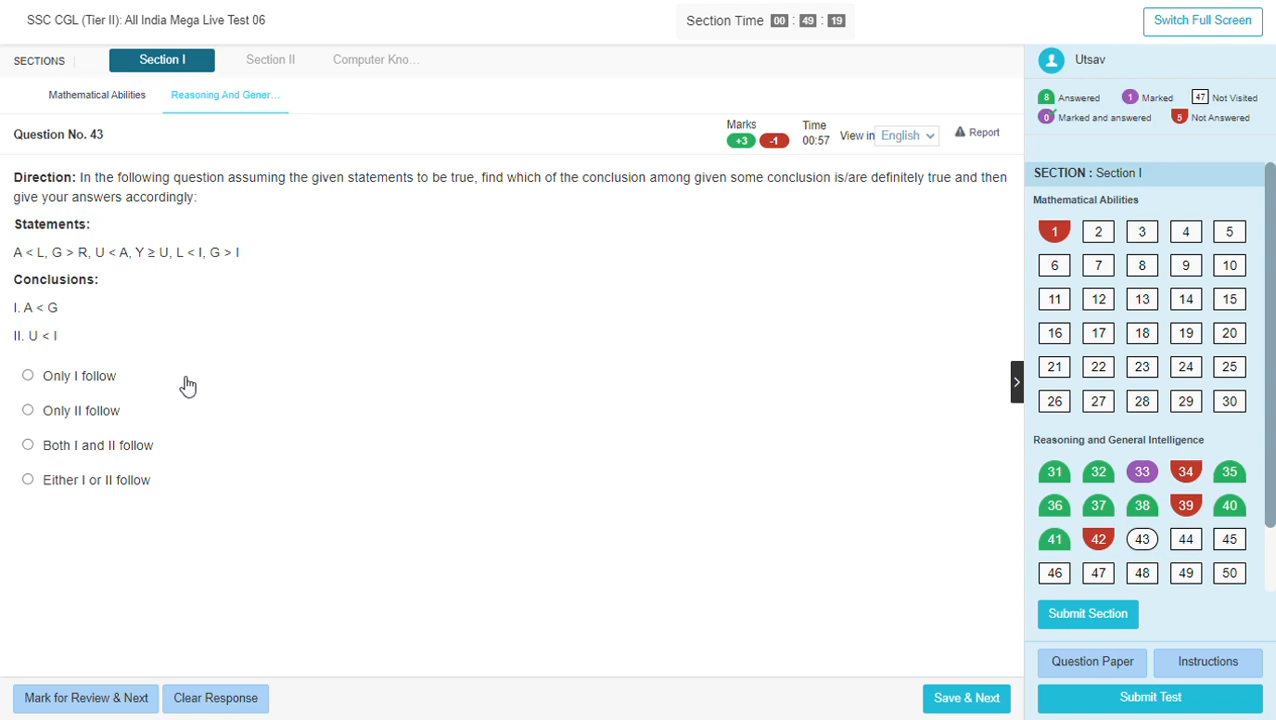 SSC CGL (Tier II): All India Mega Live Test 06
Section Time 00 : 49 : 19
Switch Full Screen
SECTIONS
Section I
Section II
Computer Kno...
Utsav
Mathematical Abilities
Reasoning And Gener...
8 Answered
1 Marked
47 Not Visited
0 Marked and answered
5 Not Answered
Question No. 43
Marks
+3 -1
Time
00:57
View in English
Report
Direction: In the following question assuming the given statements to be true, find which of the conclusion among given some conclusion is/are definitely true and then
give your answers accordingly:
Statements:
A < L, G > R, U < A, Y ≥ U, L < I, G > I
Conclusions:
I. A < G
II. U < I
Only I follow
Only II follow
Both I and II follow
Either I or II follow
SECTION : Section I
Mathematical Abilities
1 2 3 4 5
6 7 8 9 10
11 12 13 14 15
16 17 18 19 20
21 22 23 24 25
26 27 28 29 30
Reasoning and General Intelligence
31 32 33 34 35
36 37 38 39 40
41 42 43 44 45
46 47 48 49 50
Submit Section
Question Paper
Instructions
Mark for Review & Next
Clear Response
Save & Next
Submit Test